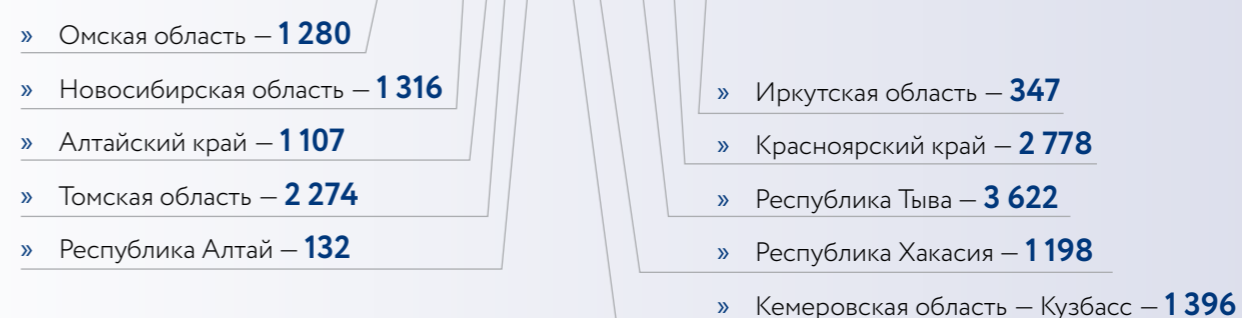 » Омская область – 1 280
» Новосибирская область – 1 316
» Алтайский край – 1 107
» Томская область – 2 274
» Республика Алтай – 132
» Иркутская область – 347
» Красноярский край – 2 778
» Республика Тыва – 3 622
» Республика Хакасия – 1 198
» Кемеровская область – Кузбасс – 1 396